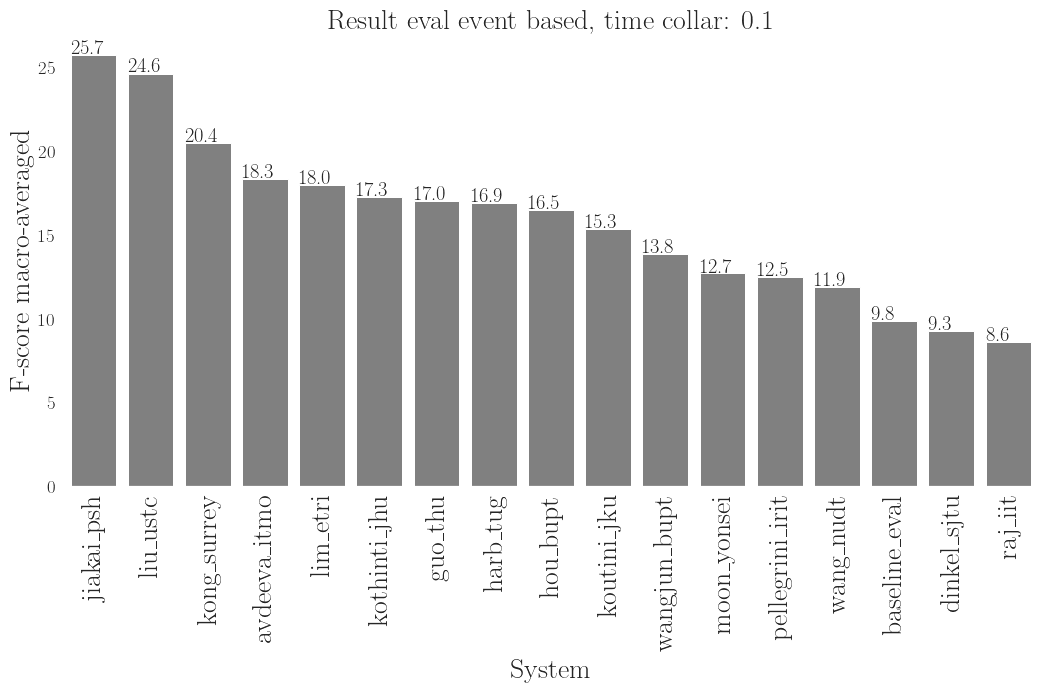 Result eval event based, time collar: 0.1
F-score macro-averaged
25
20
15
10
5
0
25.7
24.6
20.4
18.3
18.0
17.3
17.0
16.9
16.5
15.3
13.8
12.7
12.5
11.9
9.8
9.3
8.6
jiakai_psh
liu_ustc
kong_surrey
avdeeva_itmo
lim_etri
kothinti_jhu
guo_thu
harb_tug
hou_bupt
koutini_jku
wangjun_bupt
moon_yonsei
pellegrini_irit
wang_nudt
baseline_eval
dinkel_sjtu
raj_iit
System